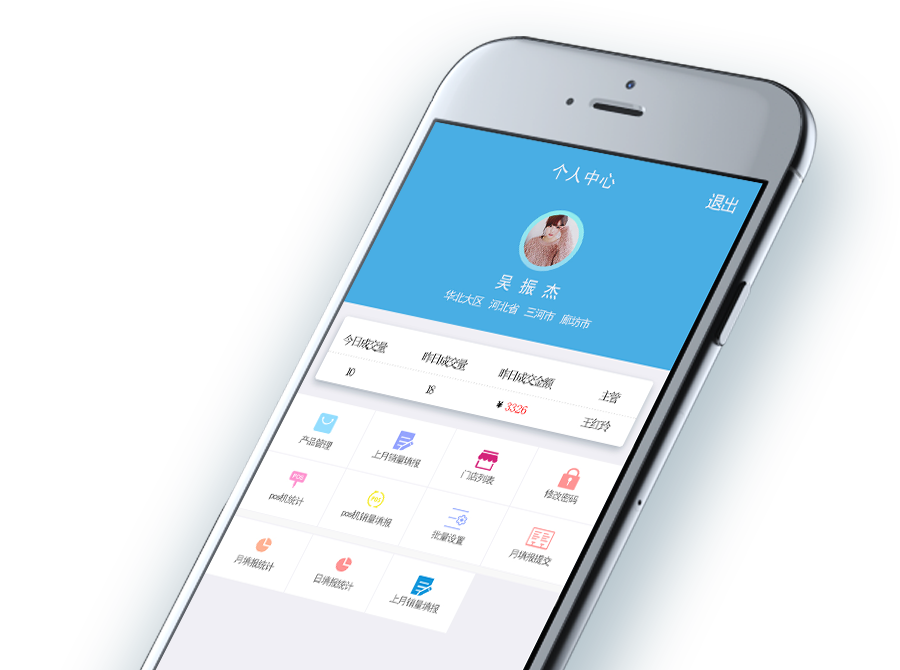 个人中心
退出
吴振杰
华北大区 河北省 三河市 廊坊市
今日成交量 昨日成交量 昨日成交金额 主管
10 18 ¥ 3326 王红玲
产品管理 上月销量填报 门店列表 修改密码
POS
pos机统计 pos机销量填报 批量设置 月填报提交
月填报统计 日填报统计 上月销量填报